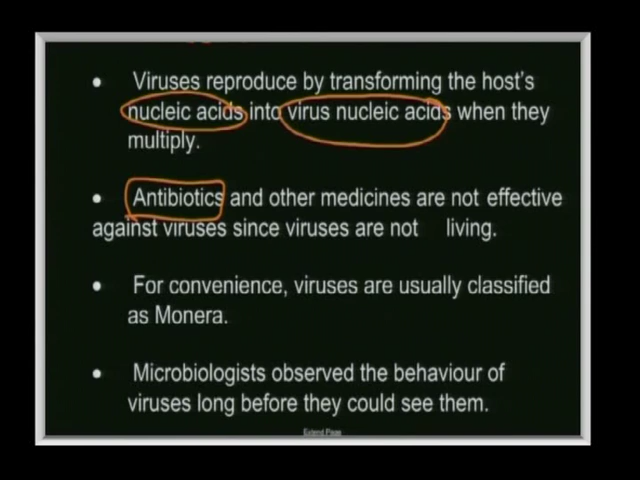 • Viruses reproduce by transforming the host's
nucleic acids into virus nucleic acids when they
multiply.
• Antibiotics and other medicines are not effective
against viruses since viruses are not living.
• For convenience, viruses are usually classified
as Monera.
• Microbiologists observed the behaviour of
viruses long before they could see them.
Extend Page